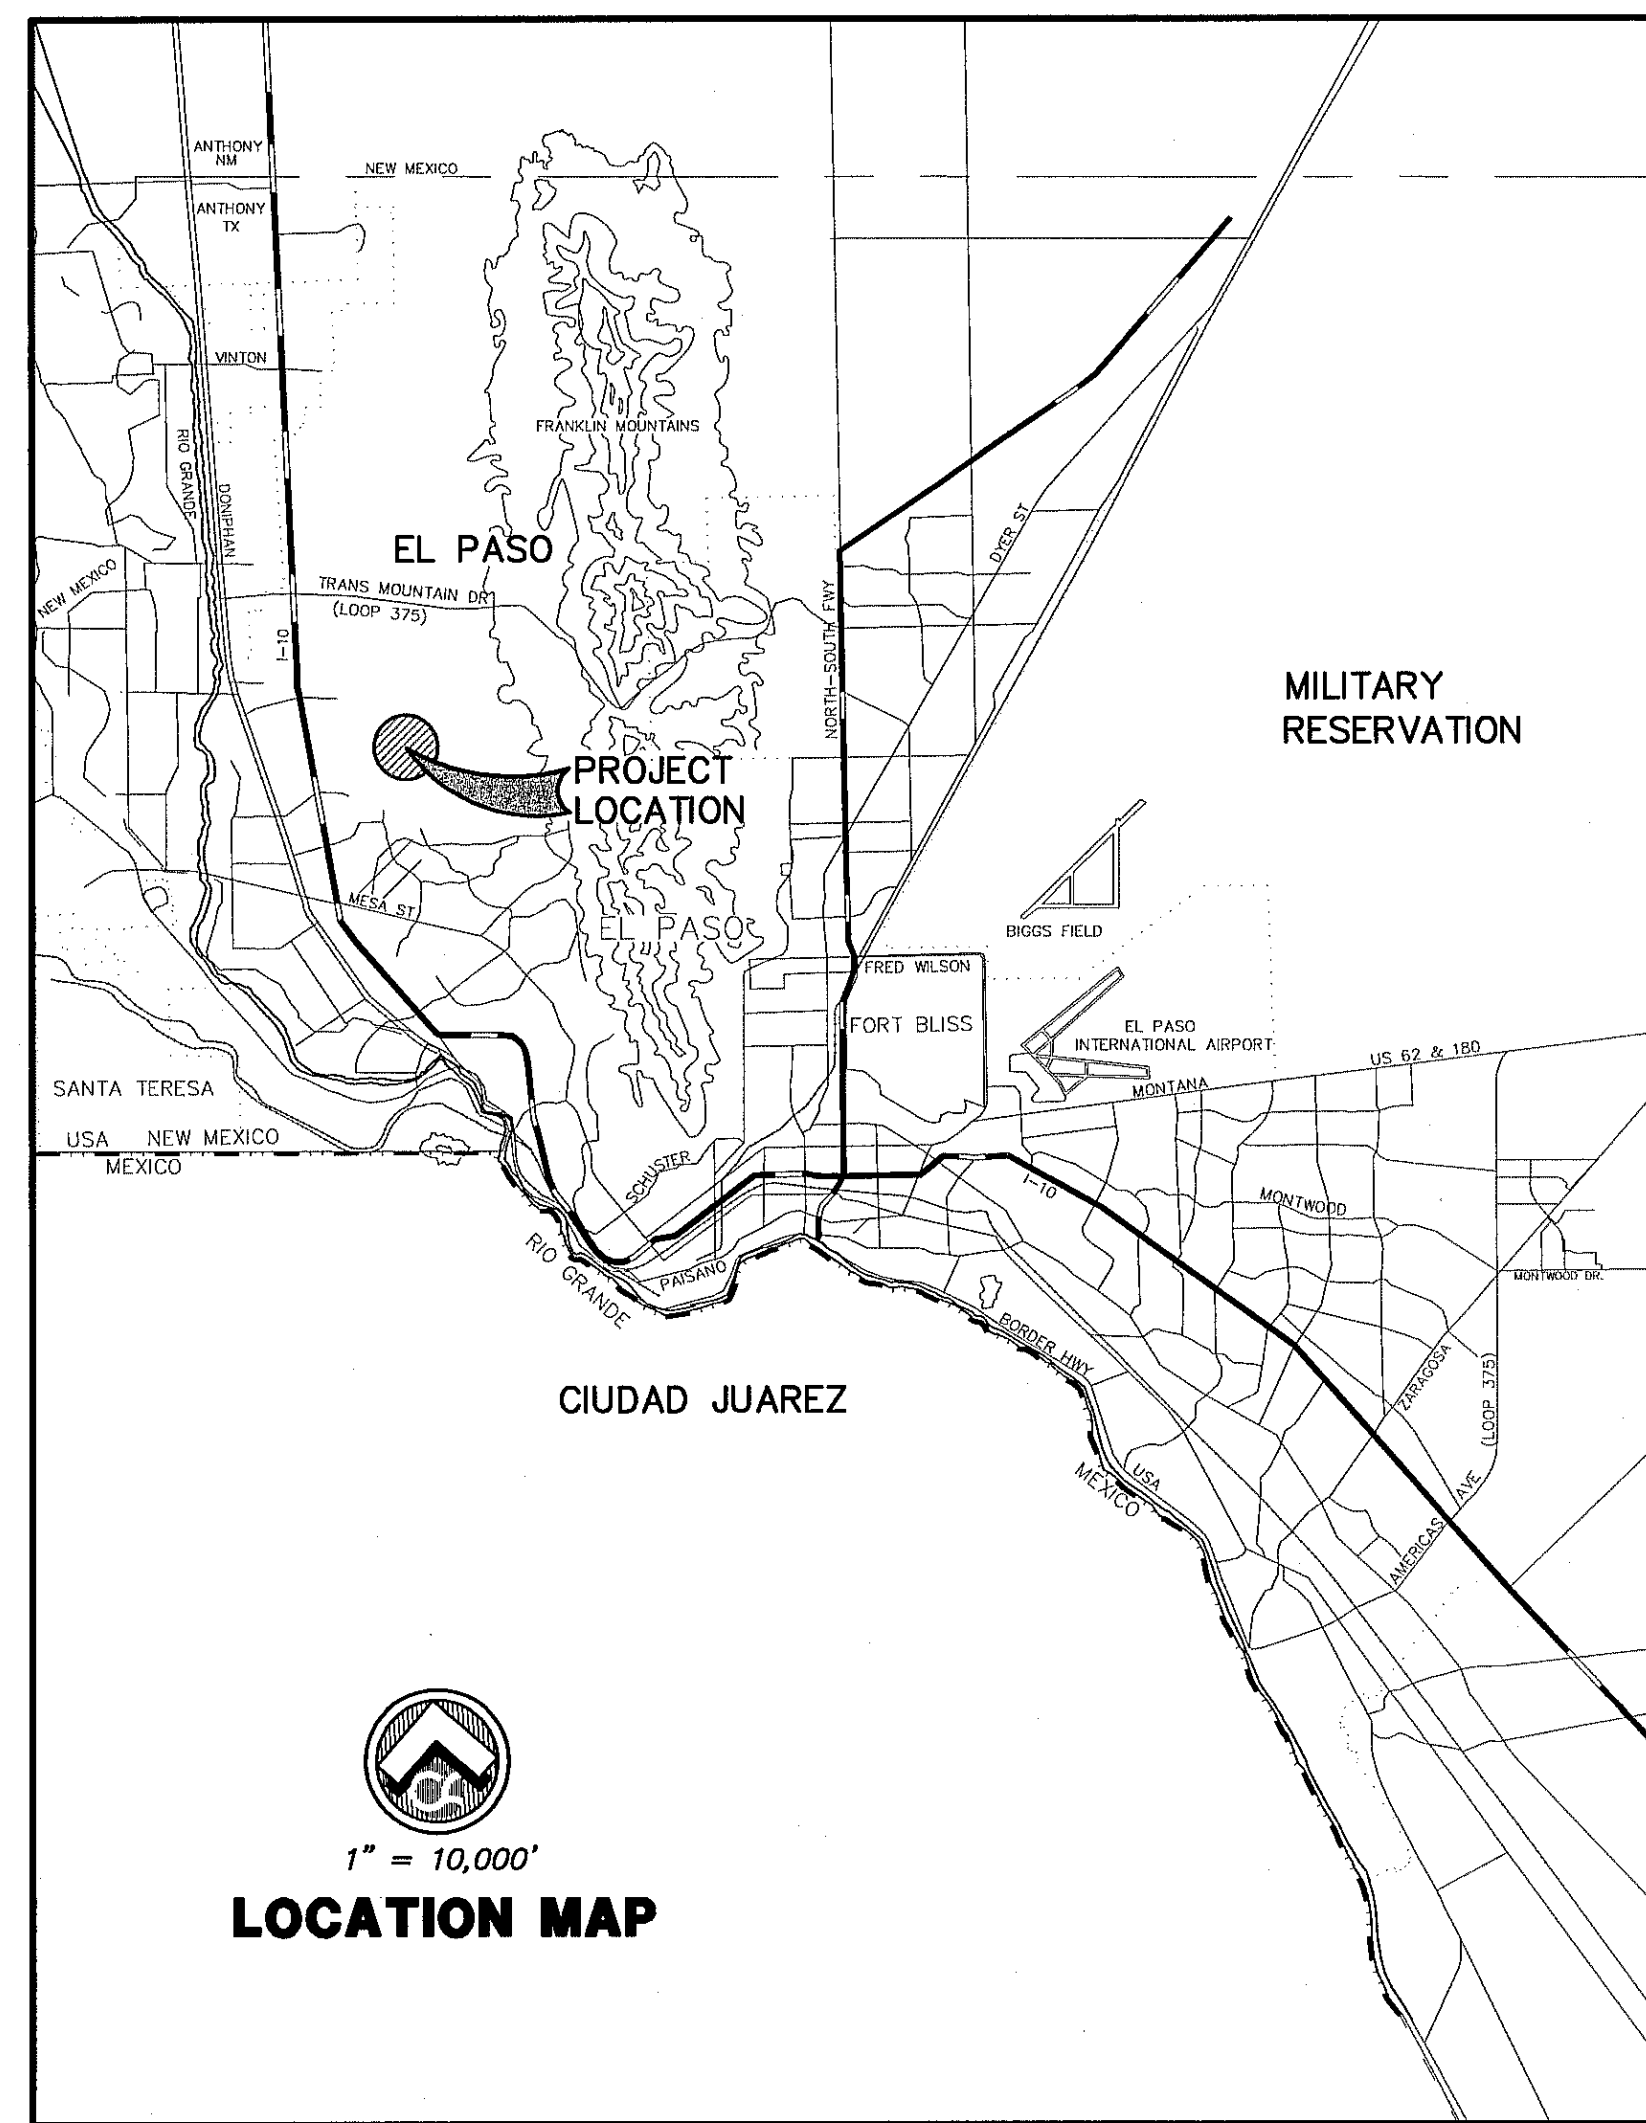 ANTHONY
NM
NEW MEXICO
ANTHONY
TX
VINTON
RIO GRANDE
DONIPHAN
FRANKLIN MOUNTAINS
EL PASO
DYER ST
NEW MEXICO
TRANS MOUNTAIN DR
(LOOP 375)
I-10
NORTH-SOUTH FWY
MILITARY
RESERVATION
PROJECT
LOCATION
MESA ST
EL PASO
BIGGS FIELD
FRED WILSON
FORT BLISS
EL PASO
INTERNATIONAL AIRPORT
US 62 & 180
MONTANA
SANTA TERESA
USA NEW MEXICO
MEXICO
SCHUSTER
I-10
MONTWOOD
RIO GRANDE
PAISANO
MONTWOOD DR.
BORDER HWY
ZARAGOSA
(LOOP 375)
CIUDAD JUAREZ
USA
MEXICO
AMERICAS AVE
1" = 10,000'
LOCATION MAP